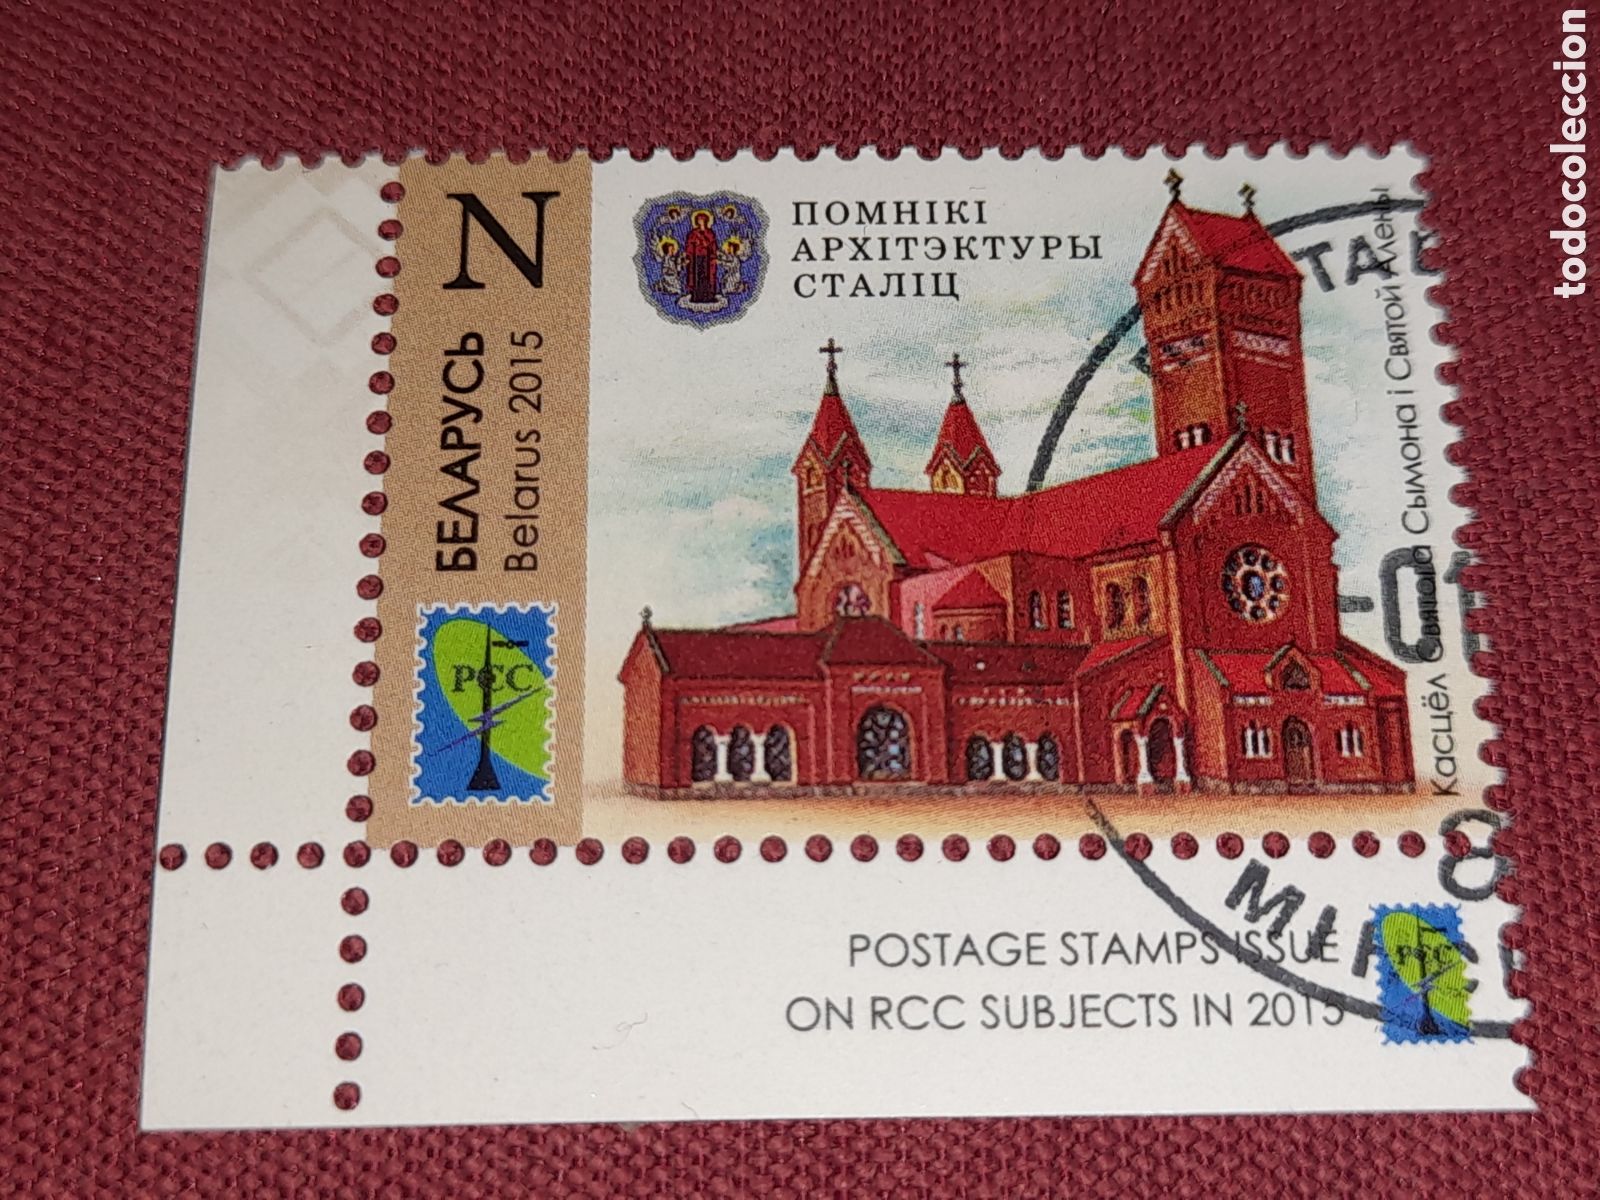 N
БЕЛАРУСЬ
Belarus 2015
РСС
ПОМНІКІ
АРХІТЭКТУРЫ
СТАЛІЦ
Касцёл Святога Сымона і Святой Алены
POSTAGE STAMPS ISSUE
ON RCC SUBJECTS IN 2015
РСС
todocoleccion